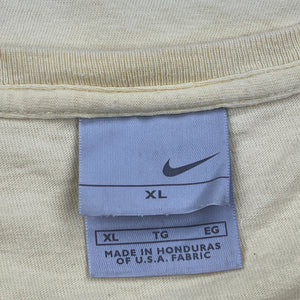 XL
XL TG EG
MADE IN HONDURAS
OF U.S.A. FABRIC